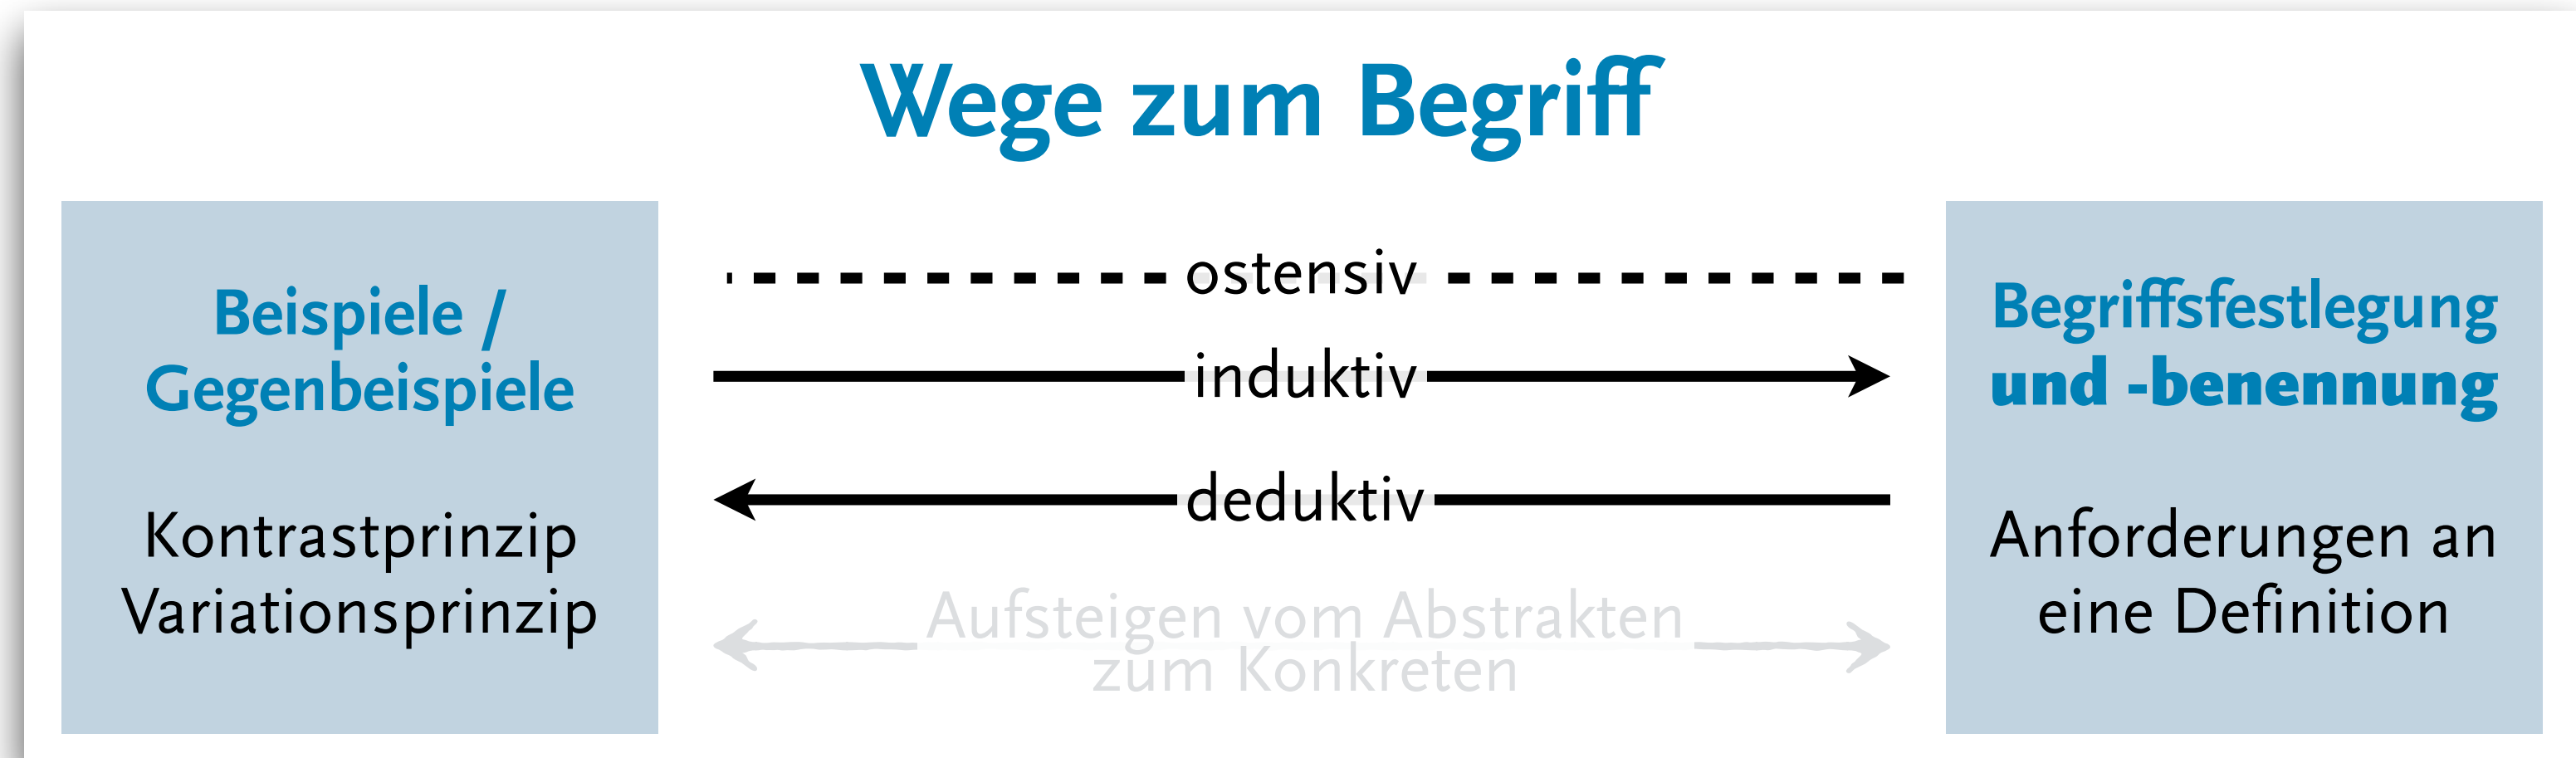 Wege zum Begriff
Beispiele /
Gegenbeispiele
Kontrastprinzip
Variationsprinzip
ostensiv
induktiv
deduktiv
Aufsteigen vom Abstrakten
zum Konkreten
Begriffsfestlegung
und -benennung
Anforderungen an
eine Definition